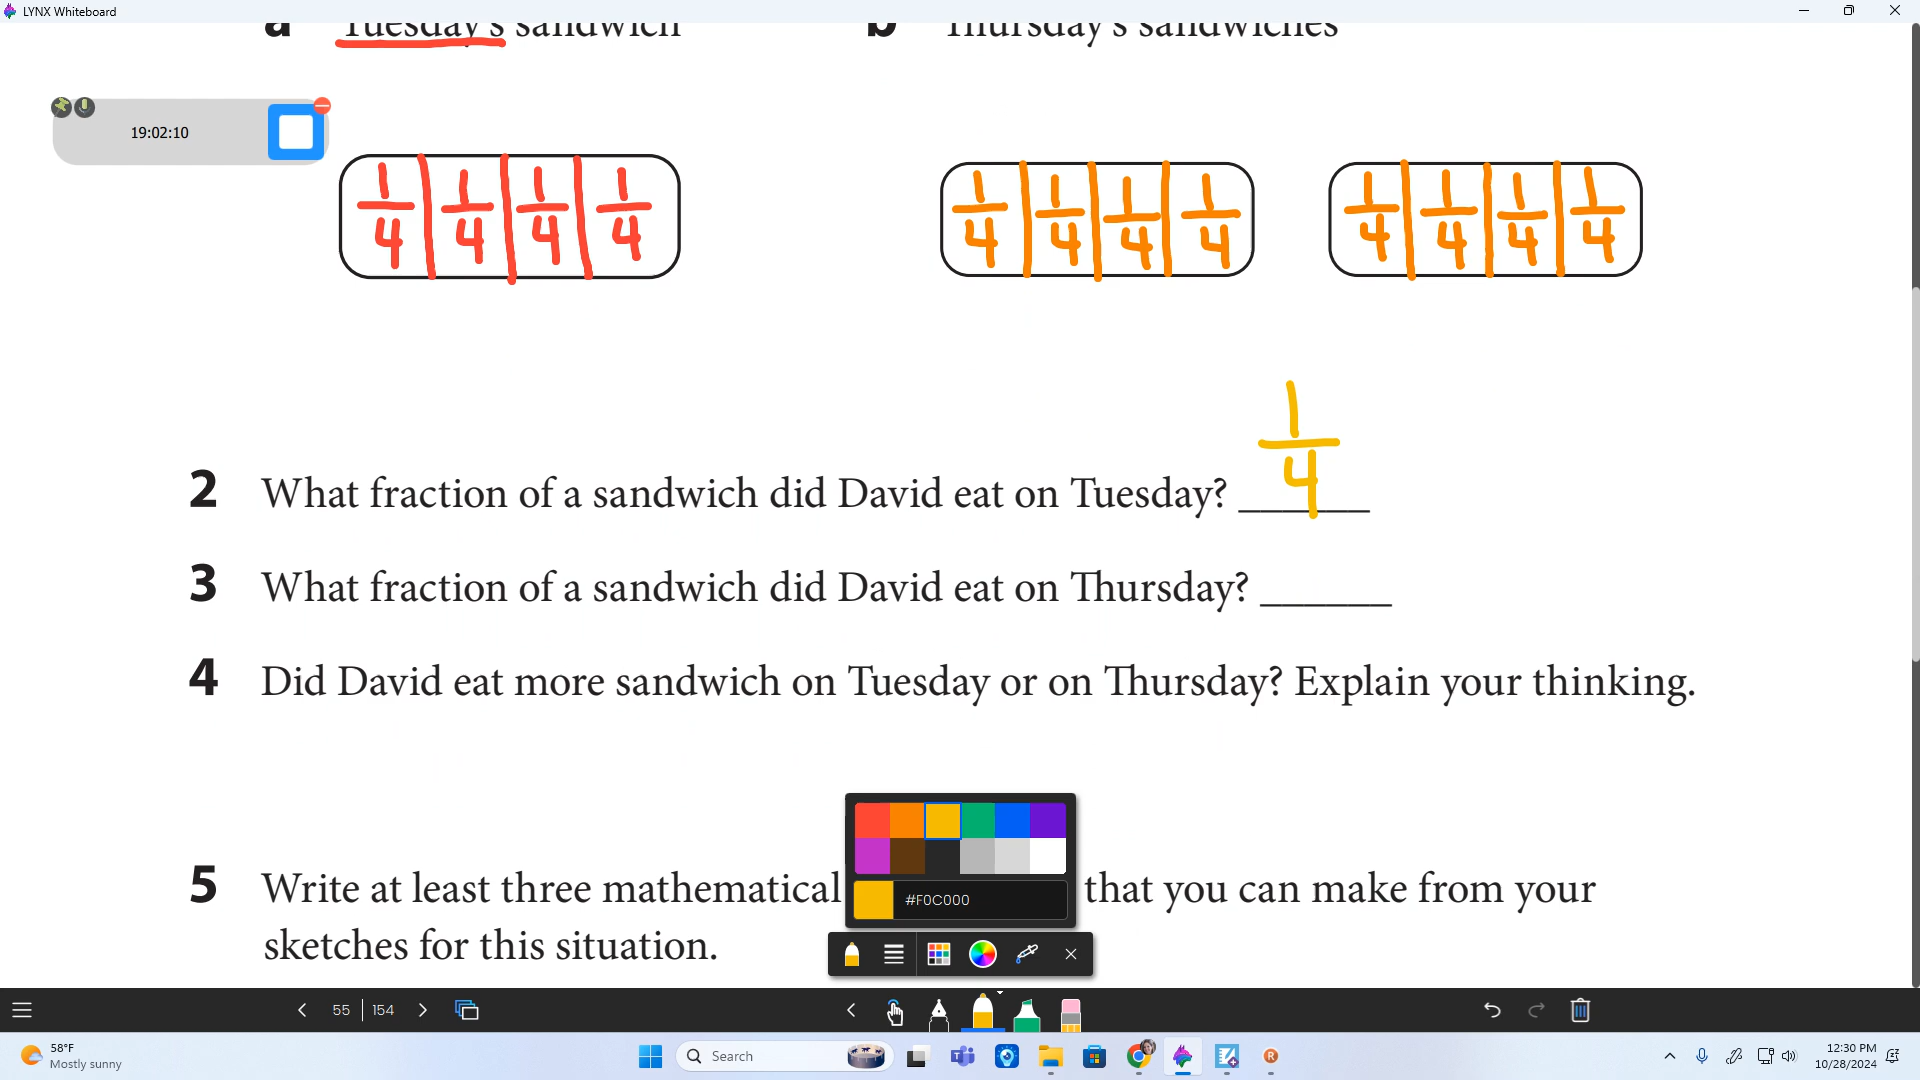 LYNX Whiteboard
a Tuesday's sandwich b Thursday's sandwiches
19:02:10
1/4 1/4 1/4 1/4 1/4 1/4 1/4 1/4 1/4 1/4 1/4 1/4
1/4
2 What fraction of a sandwich did David eat on Tuesday? ______
3 What fraction of a sandwich did David eat on Thursday? ______
4 Did David eat more sandwich on Tuesday or on Thursday? Explain your thinking.
5 Write at least three mathematical that you can make from your
sketches for this situation.
#F0C000
55 | 154
58°F
Mostly sunny
Search
R
12:30 PM
10/28/2024